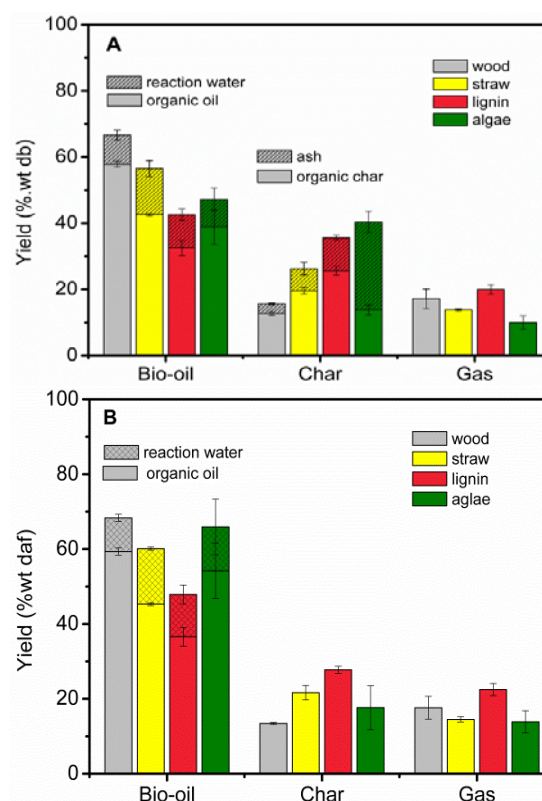 A
reaction water
organic oil
ash
organic char
wood
straw
lignin
algae
Yield (%.wt db)
100
80
60
40
20
0
Bio-oil
Char
Gas
B
reaction water
organic oil
wood
straw
lignin
aglae
Yield (%wt daf)
100
80
60
40
20
0
Bio-oil
Char
Gas